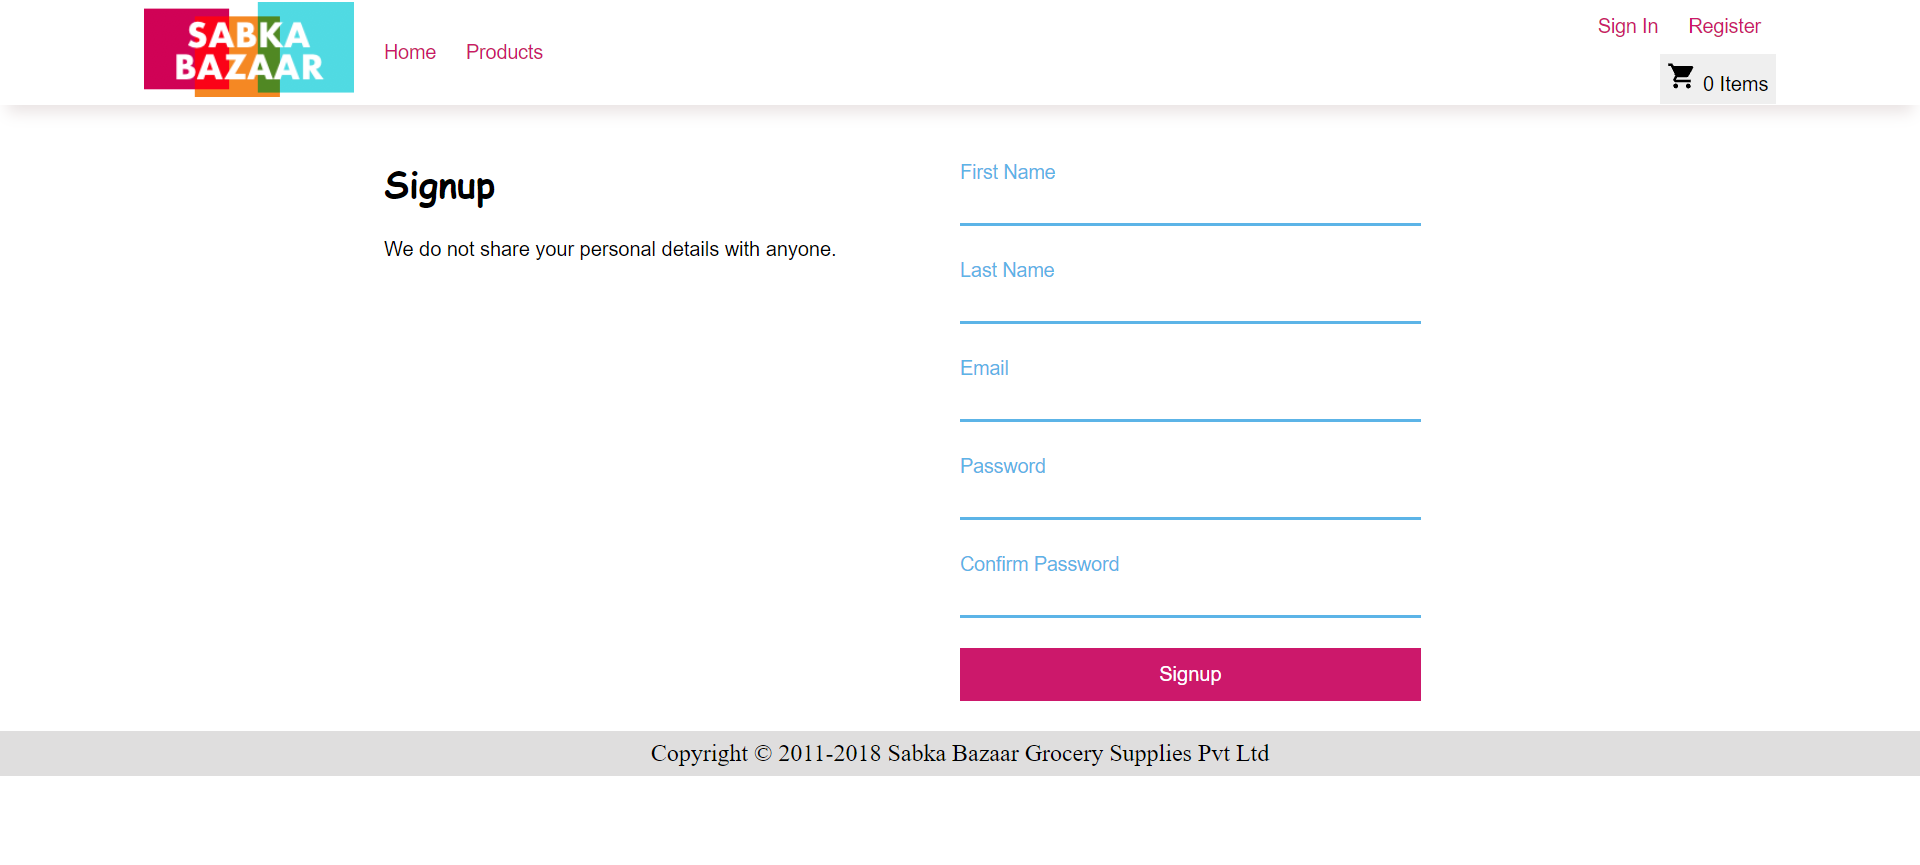 SABKA
BAZAAR
Home
Products
Sign In
Register
0 Items
Signup
We do not share your personal details with anyone.
First Name
Last Name
Email
Password
Confirm Password
Signup
Copyright © 2011-2018 Sabka Bazaar Grocery Supplies Pvt Ltd